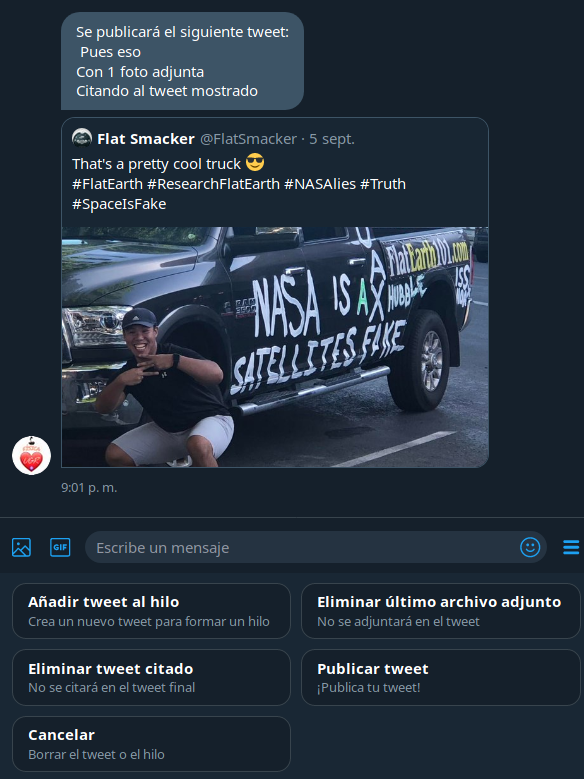 Se publicará el siguiente tweet:
Pues eso
Con 1 foto adjunta
Citando al tweet mostrado
Flat Smacker @FlatSmacker · 5 sept.
That's a pretty cool truck 😎
#FlatEarth #ResearchFlatEarth #NASAlies #Truth
#SpaceIsFake
FlatEarth101.com
NASA IS A
HUBBLE
ISS
SATELLITES FAKE
9:01 p. m.
GIF
Escribe un mensaje
Añadir tweet al hilo
Crea un nuevo tweet para formar un hilo
Eliminar último archivo adjunto
No se adjuntará en el tweet
Eliminar tweet citado
No se citará en el tweet final
Publicar tweet
¡Publica tu tweet!
Cancelar
Borrar el tweet o el hilo